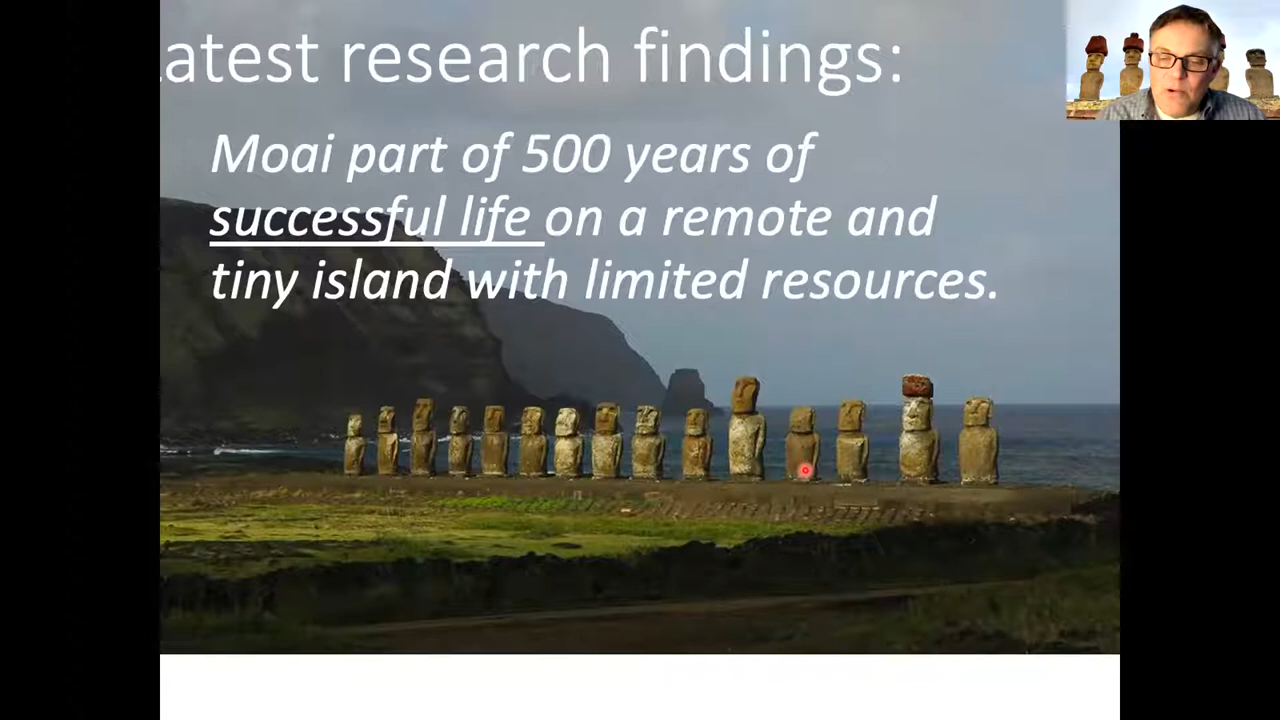 atest research findings:
Moai part of 500 years of
successful life on a remote and
tiny island with limited resources.